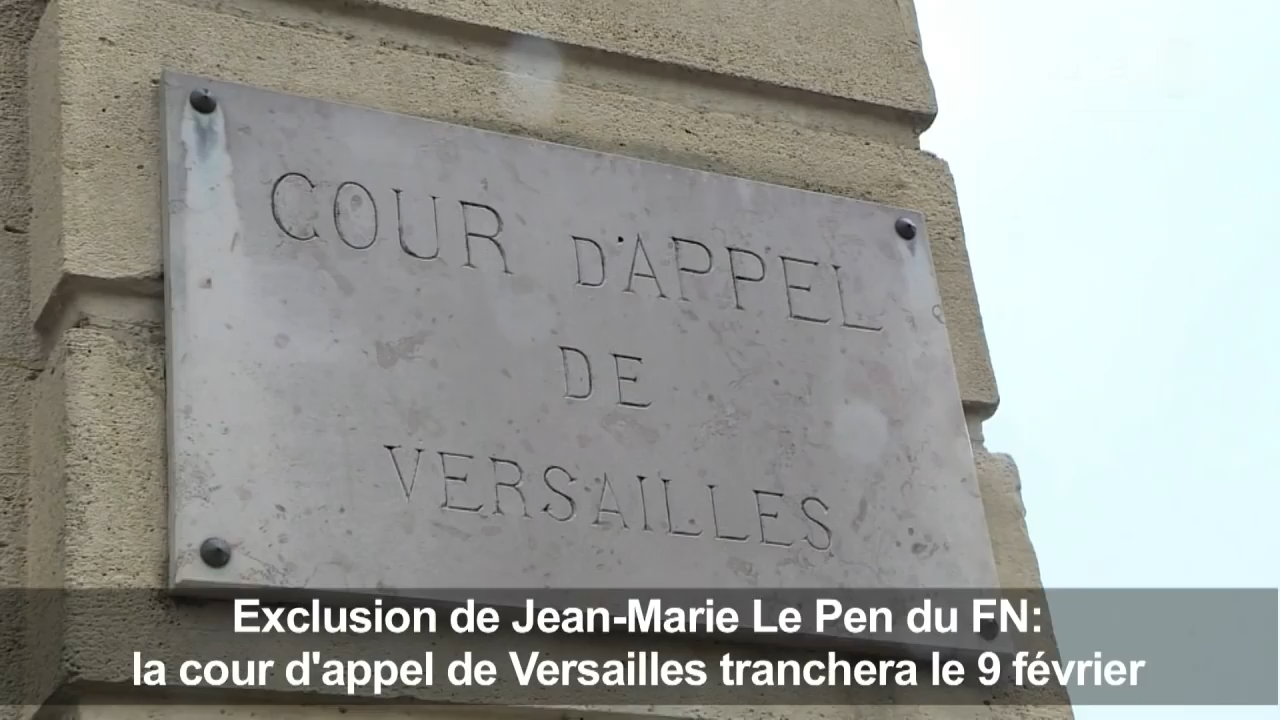 COUR D'APPEL
DE
VERSAILLES
Exclusion de Jean-Marie Le Pen du FN:
la cour d'appel de Versailles tranchera le 9 février